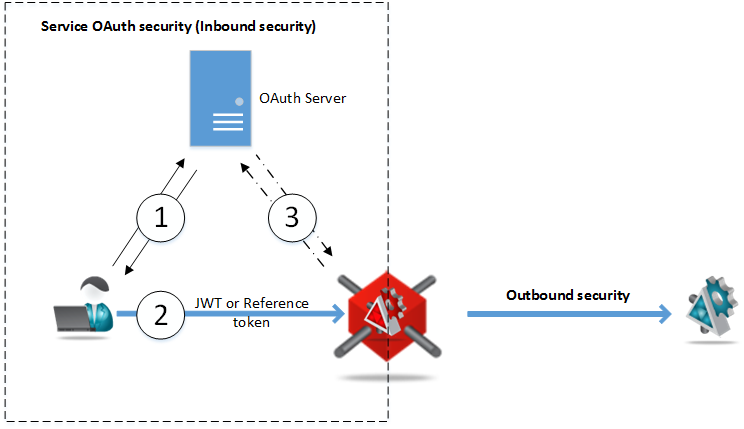 Service OAuth security (Inbound security)
OAuth Server
1
3
2
JWT or Reference
token
Outbound security